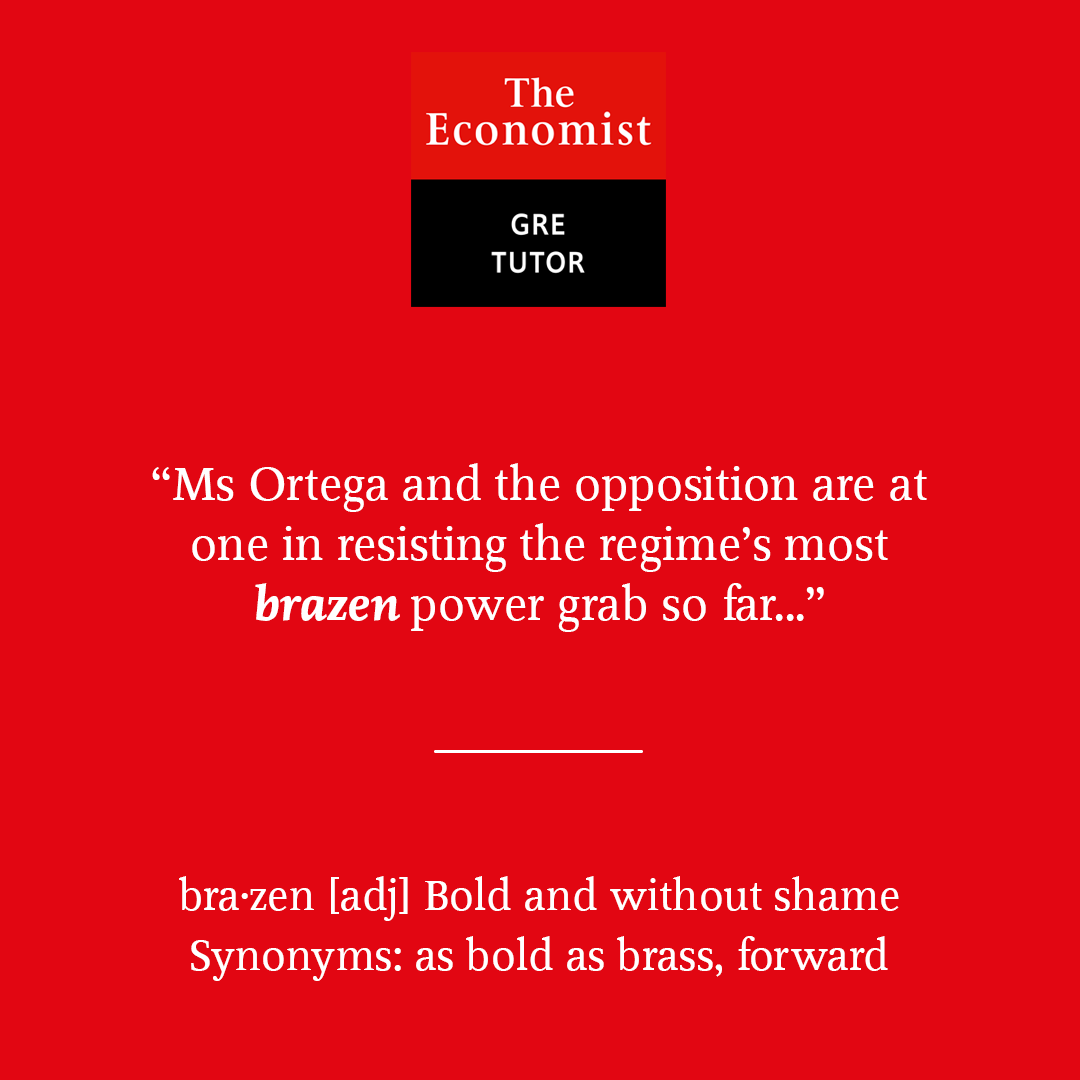 The
Economist
GRE
TUTOR
“Ms Ortega and the opposition are at
one in resisting the regime’s most
brazen power grab so far...”
bra·zen [adj] Bold and without shame
Synonyms: as bold as brass, forward